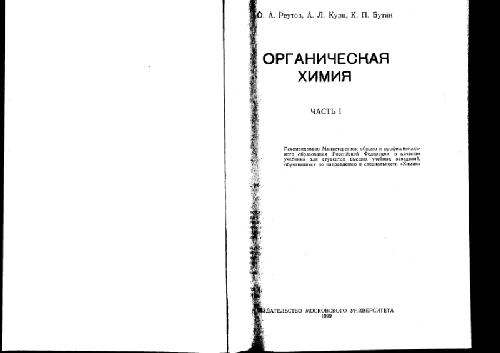 О. А. Реутов, А. Л. Курц, К. П. Бутин
ОРГАНИЧЕСКАЯ
ХИМИЯ
ЧАСТЬ I
Рекомендовано Министерством общего и профессиональ-
ного образования Российской Федерации в качестве
учебника для студентов высших учебных заведений,
обучающихся по направлению и специальности «Химия»
ИЗДАТЕЛЬСТВО МОСКОВСКОГО УНИВЕРСИТЕТА
1999